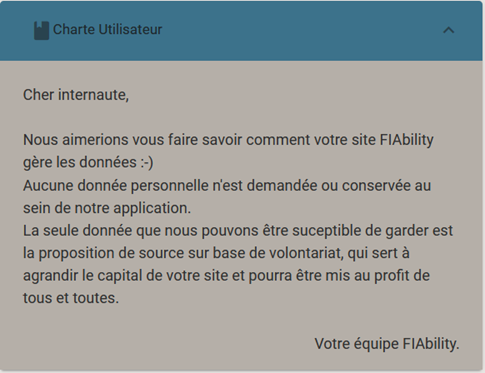 Charte Utilisateur
Cher internaute,
Nous aimerions vous faire savoir comment votre site FIAbility
gère les données :-)
Aucune donnée personnelle n'est demandée ou conservée au
sein de notre application.
La seule donnée que nous pouvons être suceptible de garder est
la proposition de source sur base de volontariat, qui sert à
agrandir le capital de votre site et pourra être mis au profit de
tous et toutes.
Votre équipe FIAbility.